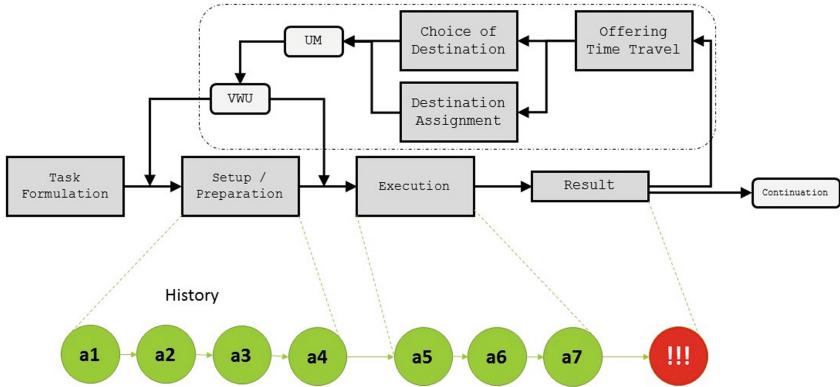 UM
Choice of
Destination
Offering
Time Travel
VWU
Destination
Assignment
Task
Formulation
Setup /
Preparation
Execution
Result
Continuation
History
a1
a2
a3
a4
a5
a6
a7
!!!